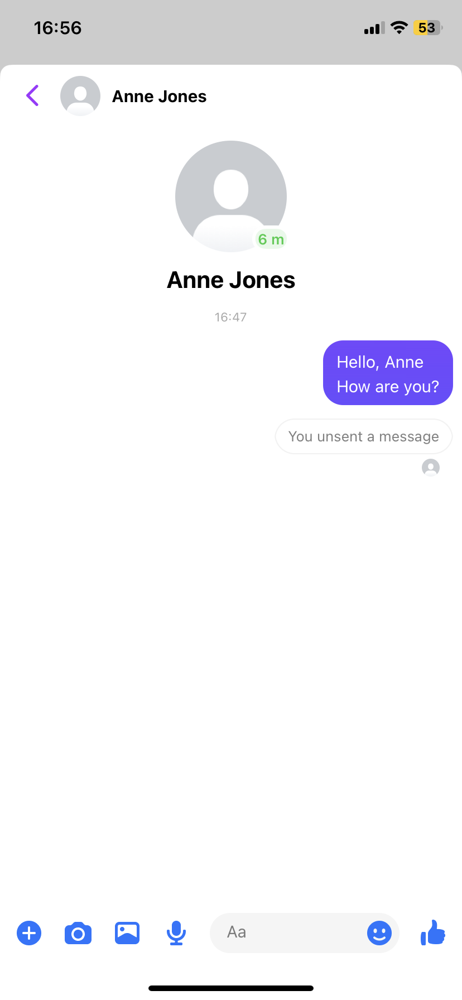 16:56
53
Anne Jones
6 m
Anne Jones
16:47
Hello, Anne
How are you?
You unsent a message
Aa